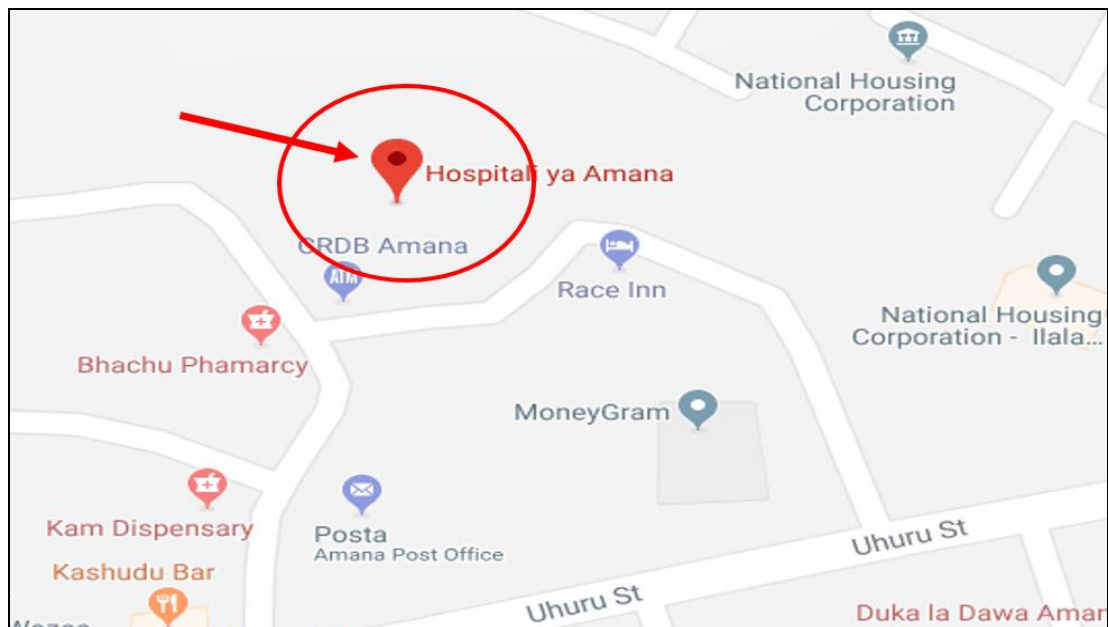 National Housing
Corporation
Hospitali ya Amana
CRDB Amana
ATM
Race Inn
National Housing
Corporation - Ilala...
Bhachu Phamarcy
MoneyGram
Kam Dispensary
Posta
Amana Post Office
Uhuru St
Kashudu Bar
Uhuru St
Duka la Dawa Aman